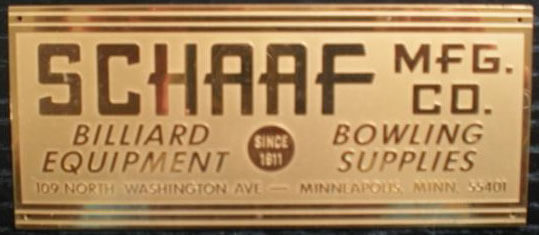 SCHAAF MFG. CO.
BILLIARD EQUIPMENT
SINCE 1911
BOWLING SUPPLIES
109 NORTH WASHINGTON AVE — MINNEAPOLIS, MINN. 55401